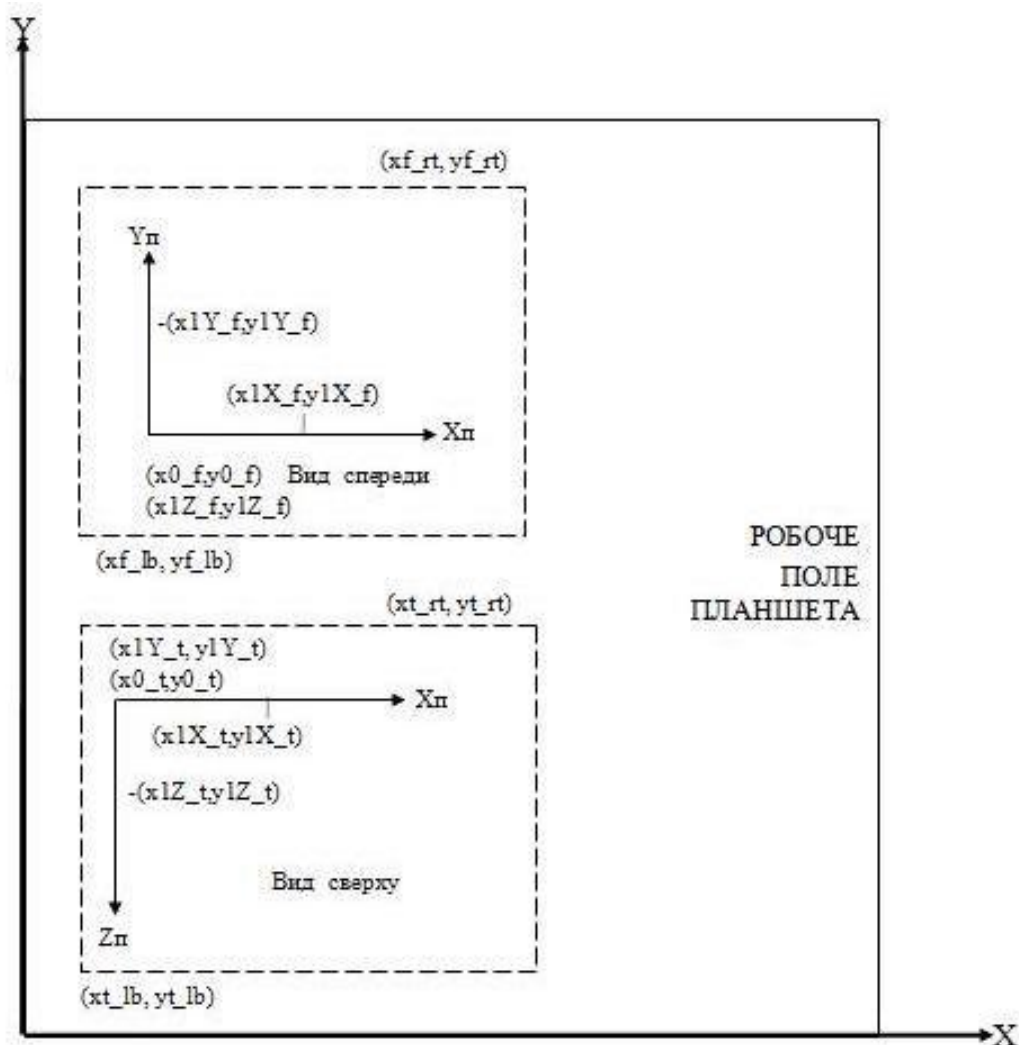 Y
(xf_rt, yf_rt)
Yп
-(x1Y_f,y1Y_f)
(x1X_f,y1X_f)
Xп
(x0_f,y0_f) Вид спереди
(x1Z_f,y1Z_f)
(xf_lb, yf_lb)
РОБОЧЕ
ПОЛЕ
ПЛАНШЕТА
(xt_rt, yt_rt)
(x1Y_t, y1Y_t)
(x0_t,y0_t)
Xп
(x1X_t,y1X_t)
-(x1Z_t,y1Z_t)
Вид сверху
Zп
(xt_lb, yt_lb)
X